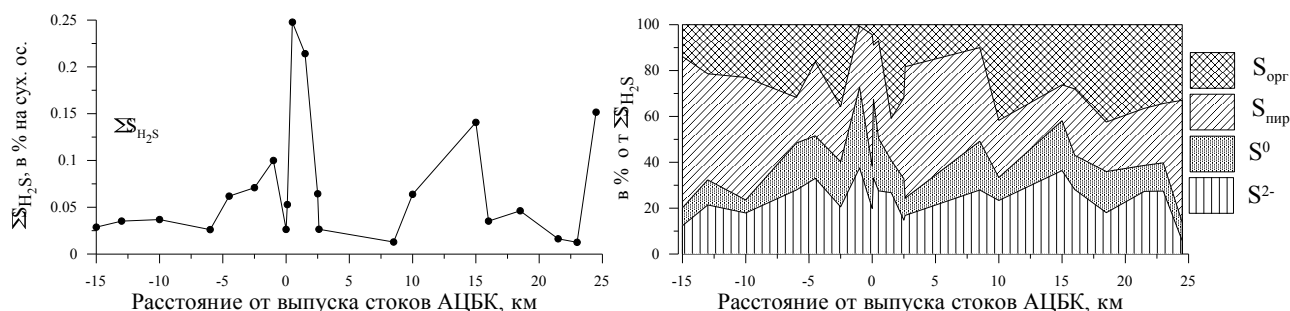 ΣS_H₂S, в % на сух. ос.
0.25
0.2
0.15
0.1
0.05
0
ΣS_H₂S
-15 -10 -5 0 5 10 15 20 25
Расстояние от выпуска стоков АЦБК, км
в % от ΣS_H₂S
100
80
60
40
20
0
-15 -10 -5 0 5 10 15 20 25
Расстояние от выпуска стоков АЦБК, км
Sорг
Sпир
S⁰
S²⁻